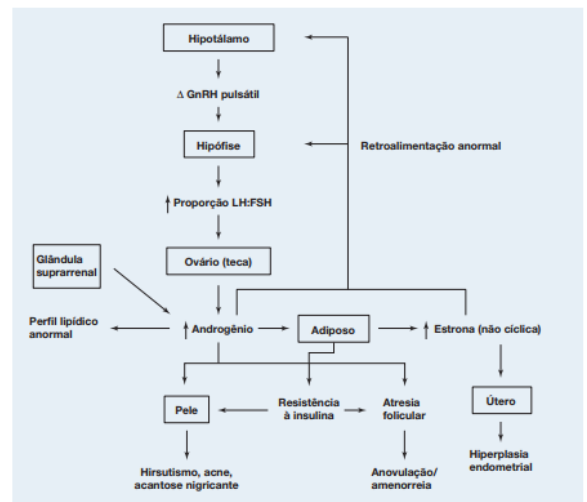 Hipotálamo
Δ GnRH pulsátil
Hipófise
Retroalimentação anormal
↑ Proporção LH:FSH
Glândula
suprarrenal
Ovário (teca)
Perfil lipídico
anormal
↑ Androgênio
Adiposo
↑ Estrona (não cíclica)
Pele
Resistência
à insulina
Atresia
folicular
Útero
Hirsutismo, acne,
acantose nigricante
Anovulação/
amenorreia
Hiperplasia
endometrial